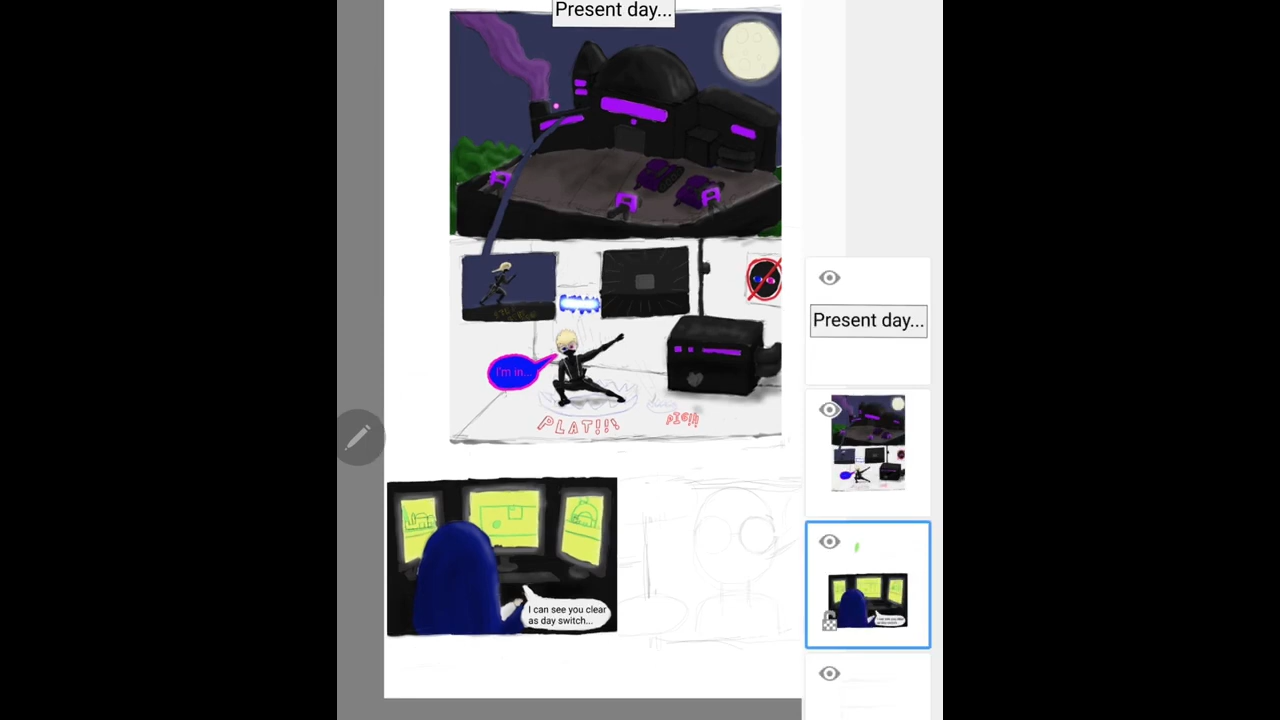 Present day...
I'm in...
PLAT!!!
I can see you clear
as day switch...
Present day...